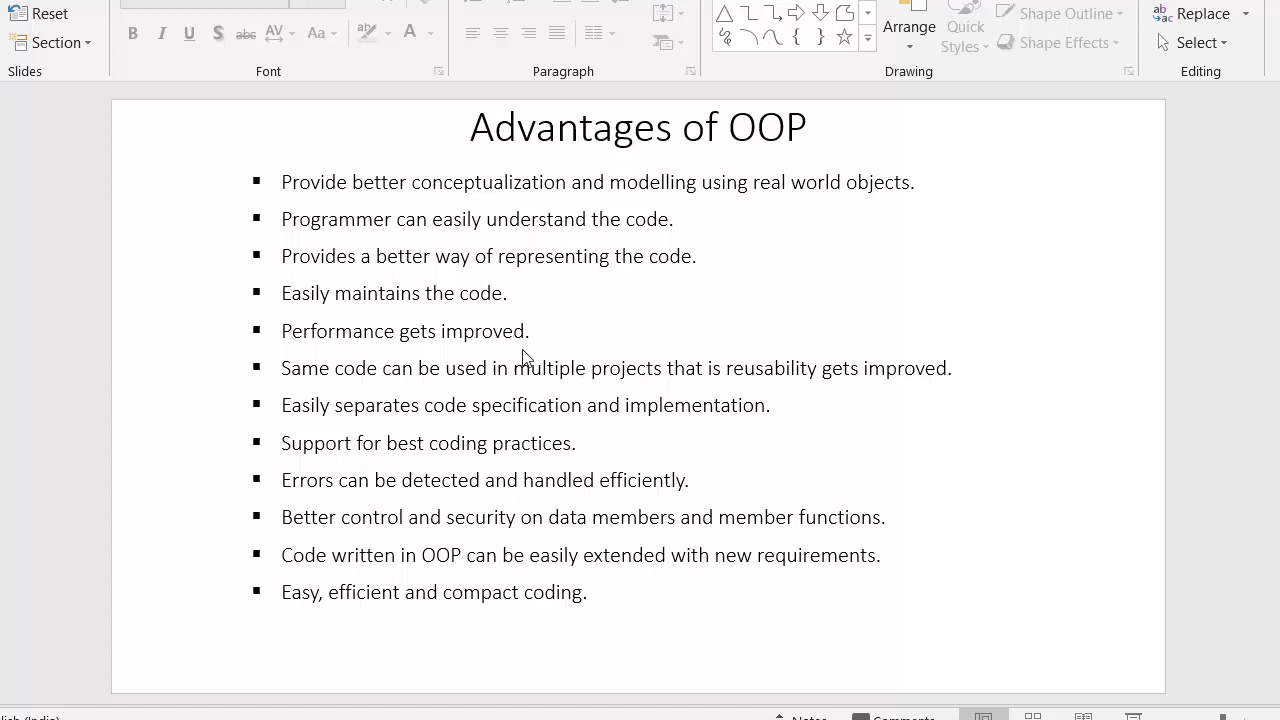 Reset
Replace
Arrange
Quick
Shape Outline
Section
B I U S abc AV Aa A
Styles
Shape Effects
Select
Slides
Font
Paragraph
Drawing
Editing
Advantages of OOP
▪ Provide better conceptualization and modelling using real world objects.
▪ Programmer can easily understand the code.
▪ Provides a better way of representing the code.
▪ Easily maintains the code.
▪ Performance gets improved.
▪ Same code can be used in multiple projects that is reusability gets improved.
▪ Easily separates code specification and implementation.
▪ Support for best coding practices.
▪ Errors can be detected and handled efficiently.
▪ Better control and security on data members and member functions.
▪ Code written in OOP can be easily extended with new requirements.
▪ Easy, efficient and compact coding.